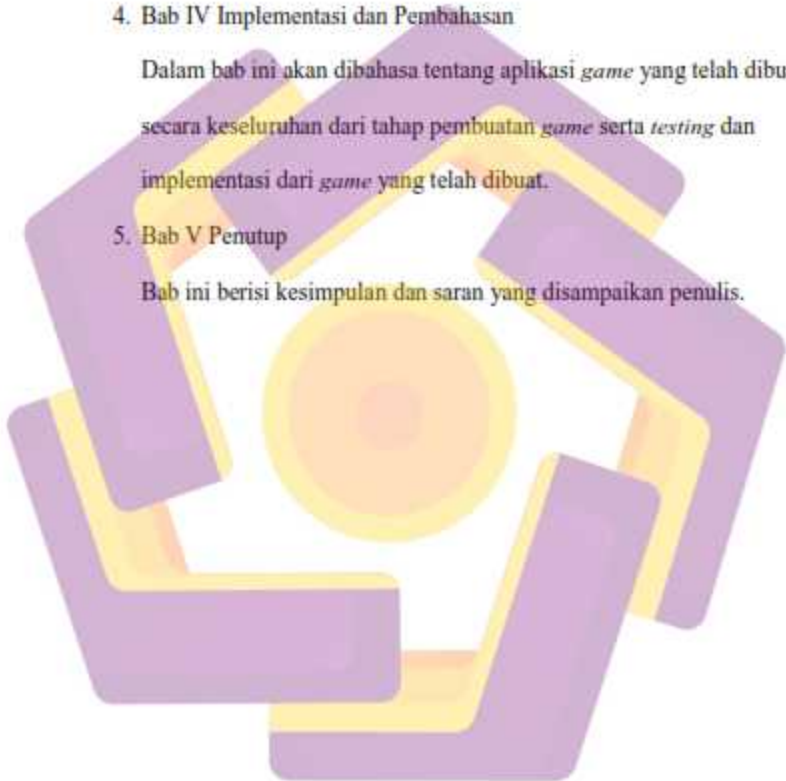 4. Bab IV Implementasi dan Pembahasan
Dalam bab ini akan dibahasa tentang aplikasi game yang telah dibu
secara keseluruhan dari tahap pembuatan game serta testing dan
implementasi dari game yang telah dibuat.
5. Bab V Penutup
Bab ini berisi kesimpulan dan saran yang disampaikan penulis.